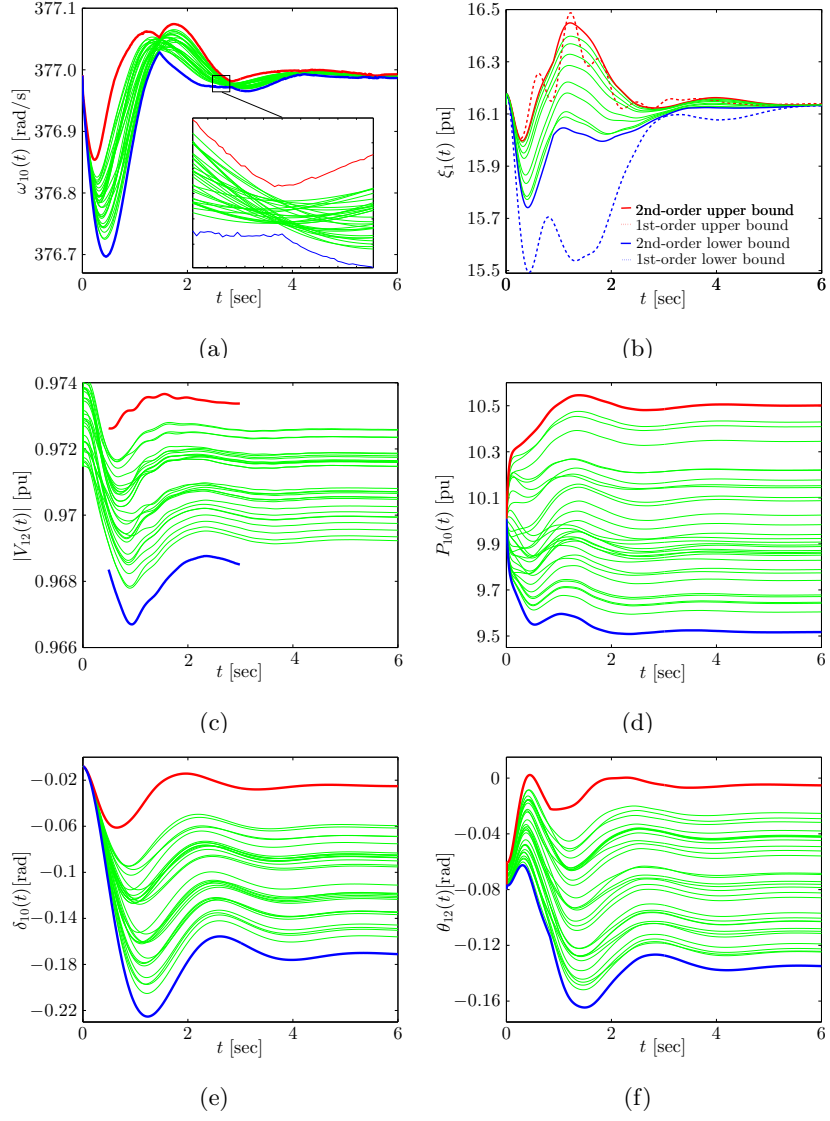 377.1
377.0
376.9
376.8
376.7
ω10(t) [rad/s]
0 2 4 6
t [sec]
(a)
16.5
16.3
16.1
15.9
15.7
15.5
ξ1(t) [pu]
2nd-order upper bound
1st-order upper bound
2nd-order lower bound
1st-order lower bound
0 2 4 6
t [sec]
(b)
0.974
0.972
0.97
0.968
0.966
|V12(t)| [pu]
0 2 4 6
t [sec]
(c)
10.5
10.3
10.1
9.9
9.7
9.5
P10(t) [pu]
0 2 4 6
t [sec]
(d)
−0.02
−0.06
−0.1
−0.14
−0.18
−0.22
δ10(t)[rad]
0 2 4 6
t [sec]
(e)
0
−0.04
−0.08
−0.12
−0.16
θ12(t)[rad]
0 2 4 6
t [sec]
(f)